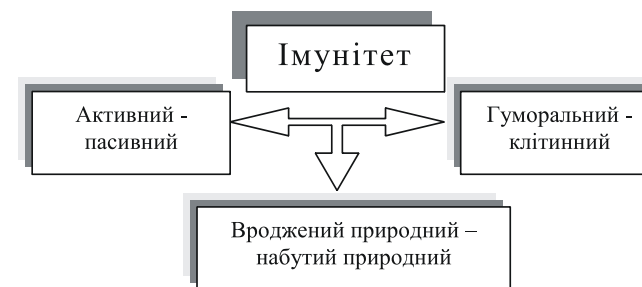 Імунітет
Активний -
пасивний
Гуморальний -
клітинний
Вроджений природний –
набутий природний